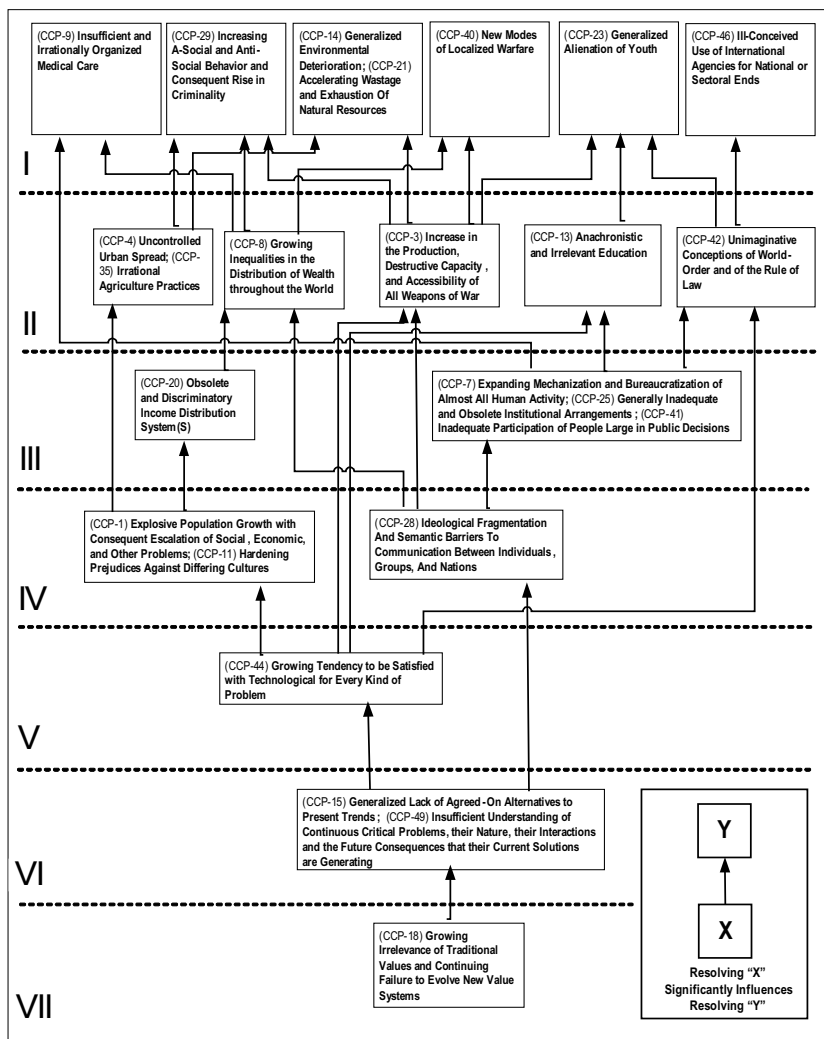 (CCP-9) Insufficient and
Irrationally Organized
Medical Care
(CCP-29) Increasing
A-Social and Anti-
Social Behavior and
Consequent Rise in
Criminality
(CCP-14) Generalized
Environmental
Deterioration; (CCP-21)
Accelerating Wastage
and Exhaustion Of
Natural Resources
(CCP-40) New Modes
of Localized Warfare
(CCP-23) Generalized
Alienation of Youth
(CCP-46) Ill-Conceived
Use of International
Agencies for National or
Sectoral Ends
I
(CCP-4) Uncontrolled
Urban Spread; (CCP-
35) Irrational
Agriculture Practices
(CCP-8) Growing
Inequalities in the
Distribution of Wealth
throughout the World
(CCP-3) Increase in
the Production,
Destructive Capacity ,
and Accessibility of
All Weapons of War
(CCP-13) Anachronistic
and Irrelevant Education
(CCP-42) Unimaginative
Conceptions of World-
Order and of the Rule of
Law
II
(CCP-20) Obsolete
and Discriminatory
Income Distribution
System(S)
(CCP-7) Expanding Mechanization and Bureaucratization of
Almost All Human Activity; (CCP-25) Generally Inadequate
and Obsolete Institutional Arrangements ; (CCP-41)
Inadequate Participation of People Large in Public Decisions
III
(CCP-1) Explosive Population Growth with
Consequent Escalation of Social , Economic,
and Other Problems; (CCP-11) Hardening
Prejudices Against Differing Cultures
(CCP-28) Ideological Fragmentation
And Semantic Barriers To
Communication Between Individuals ,
Groups, And Nations
IV
(CCP-44) Growing Tendency to be Satisfied
with Technological for Every Kind of
Problem
V
(CCP-15) Generalized Lack of Agreed-On Alternatives to
Present Trends ; (CCP-49) Insufficient Understanding of
Continuous Critical Problems, their Nature, their Interactions
and the Future Consequences that their Current Solutions
are Generating
VI
(CCP-18) Growing
Irrelevance of Traditional
Values and Continuing
Failure to Evolve New Value
Systems
VII
Y
X
Resolving “X”
Significantly Influences
Resolving “Y”